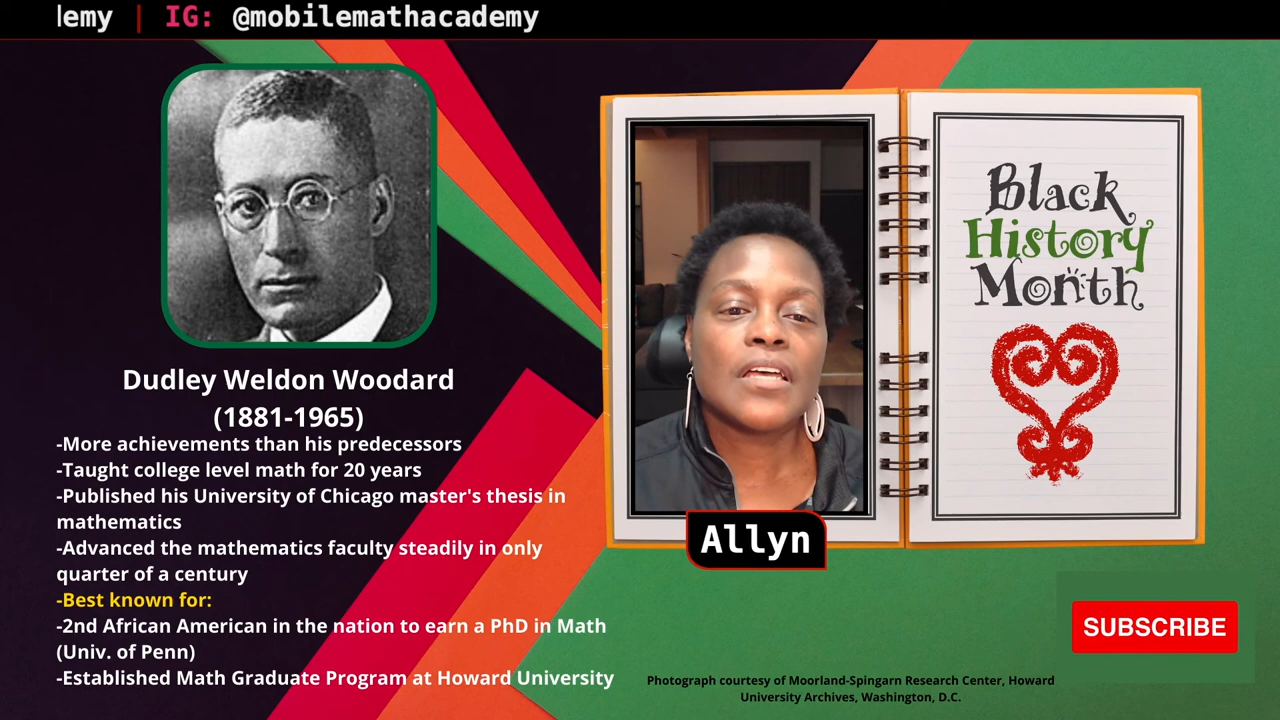 lemy | IG: @mobilemathacademy
Dudley Weldon Woodard
(1881-1965)
-More achievements than his predecessors
-Taught college level math for 20 years
-Published his University of Chicago master's thesis in
mathematics
-Advanced the mathematics faculty steadily in only
quarter of a century
-Best known for:
-2nd African American in the nation to earn a PhD in Math
(Univ. of Penn)
-Established Math Graduate Program at Howard University
Allyn
Black
History
Month
SUBSCRIBE
Photograph courtesy of Moorland-Spingarn Research Center, Howard
University Archives, Washington, D.C.